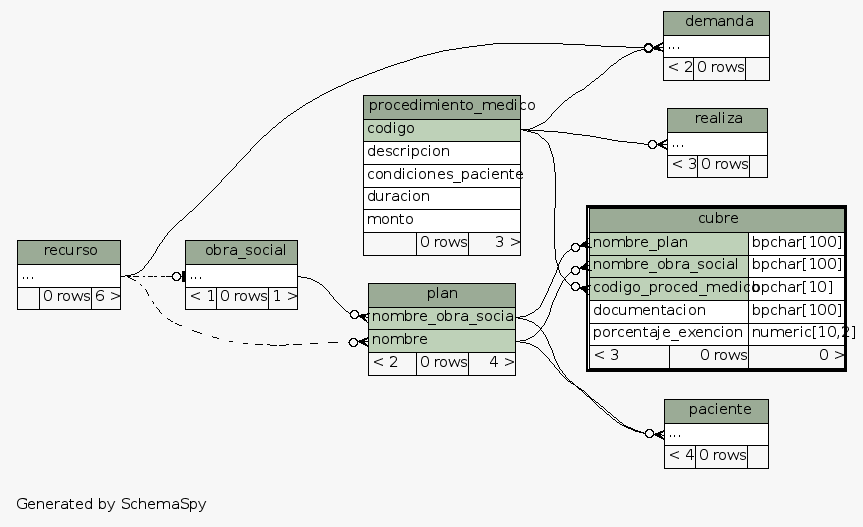 demanda
...
< 2 0 rows
procedimiento_medico
codigo
descripcion
condiciones_paciente
duracion
monto
0 rows 3 >
realiza
...
< 3 0 rows
cubre
nombre_plan bpchar[100]
nombre_obra_social bpchar[100]
codigo_proced_medico bpchar[10]
documentacion bpchar[100]
porcentaje_exencion numeric[10,2]
< 3 0 rows 0 >
recurso
...
0 rows 6 >
obra_social
...
< 1 0 rows 1 >
plan
nombre_obra_socia
nombre
< 2 0 rows 4 >
paciente
...
< 4 0 rows
Generated by SchemaSpy